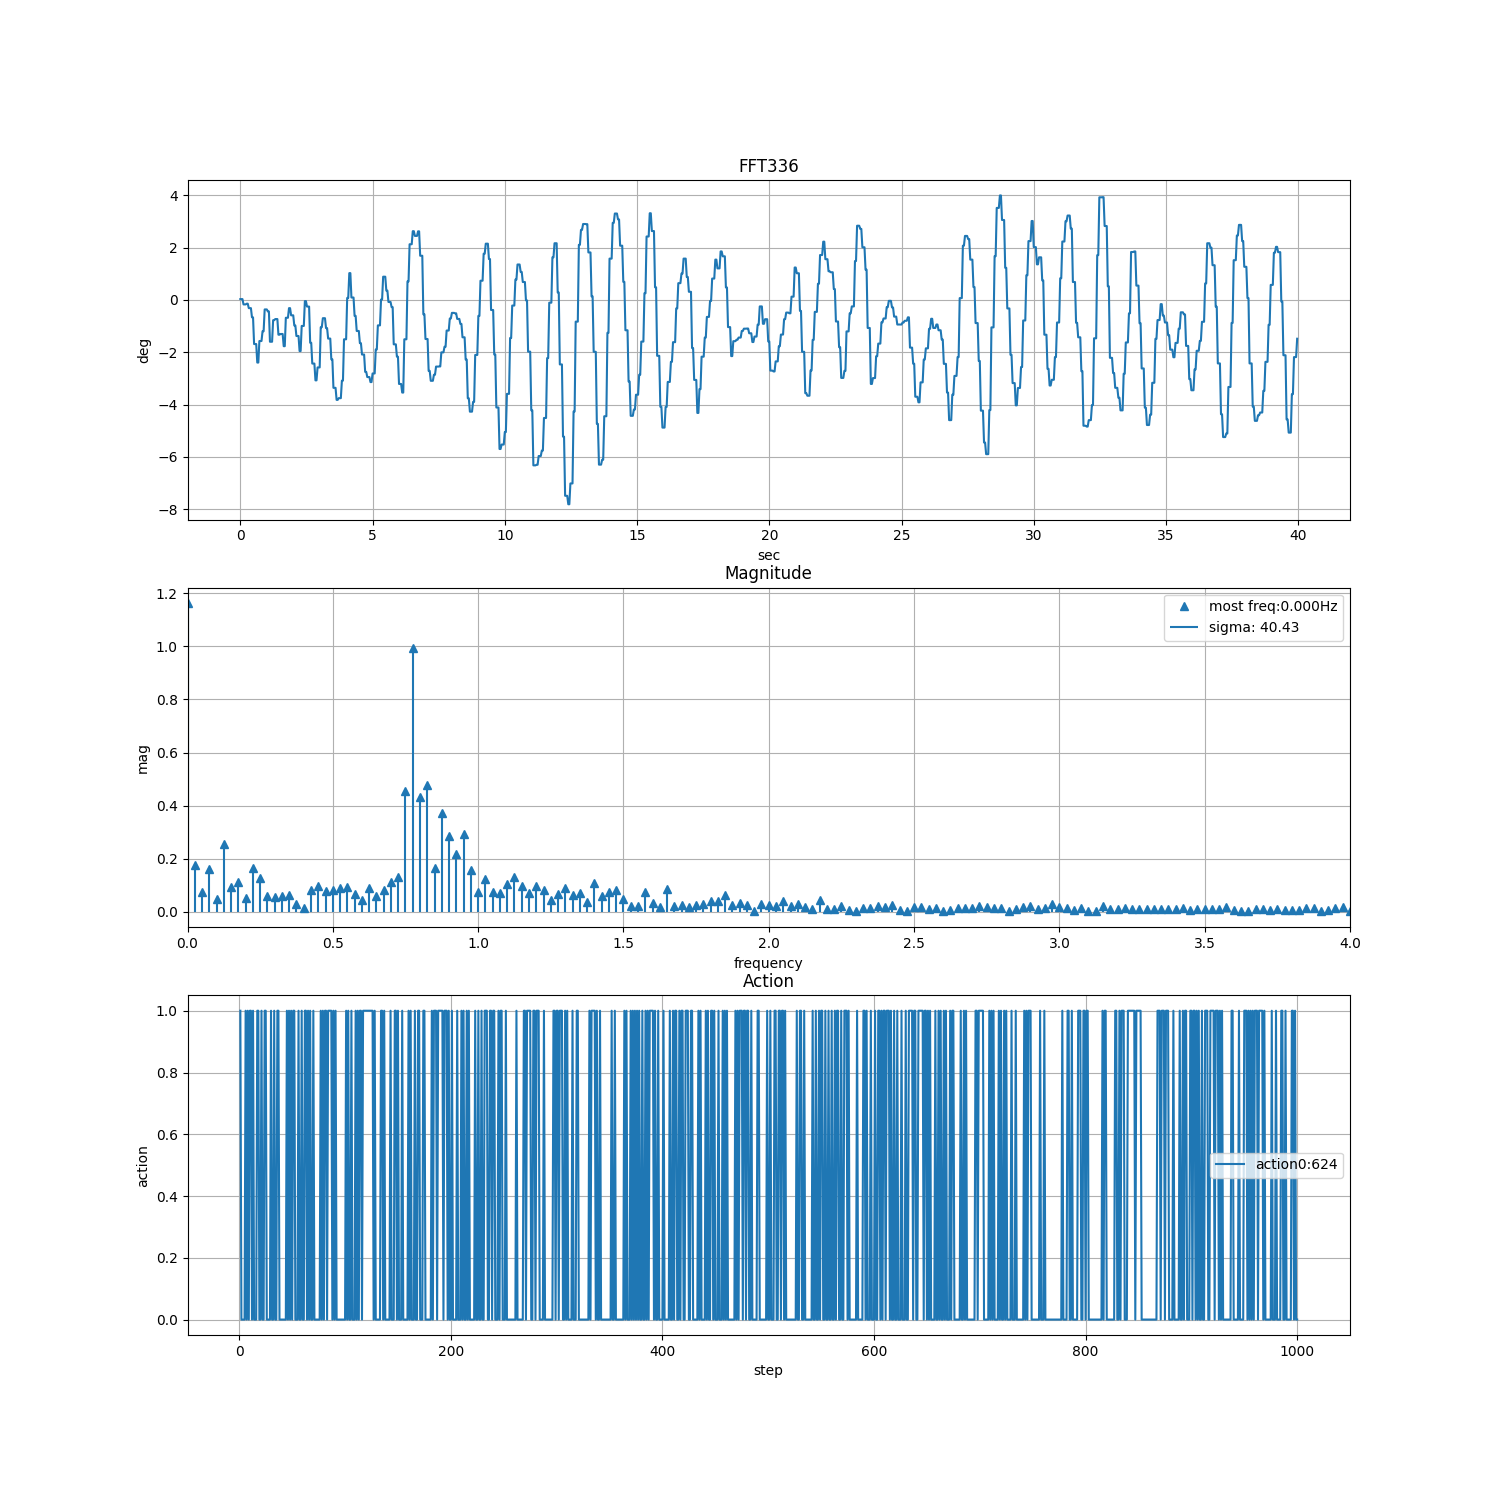 FFT336
4
2
0
−2
−4
−6
−8
deg
0 5 10 15 20 25 30 35 40
sec
Magnitude
1.2
1.0
0.8
0.6
0.4
0.2
0.0
mag
most freq:0.000Hz
sigma: 40.43
0.0 0.5 1.0 1.5 2.0 2.5 3.0 3.5 4.0
frequency
Action
1.0
0.8
0.6
0.4
0.2
0.0
action
action0:624
0 200 400 600 800 1000
step